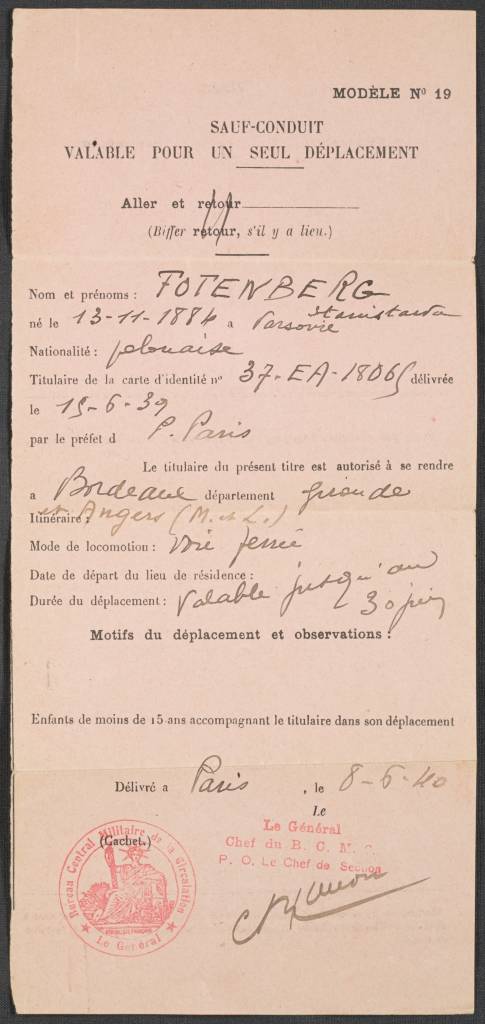 MODÈLE Nº 19
SAUF-CONDUIT
VALABLE POUR UN SEUL DÉPLACEMENT
Aller et retour
(Biffer retour, s'il y a lieu.)
Nom et prénoms : FOTENBERG
Stanislawa
né le 13-11-1884 a Varsovie
Nationalité : polonaise
Titulaire de la carte d'identité nº 37-EA-18065 délivrée
le 15-6-39
par le préfet d P. Paris
Le titulaire du présent titre est autorisé à se rendre
a Bordeaux département Gironde
Itinéraire : et Angers (M. et L.)
Mode de locomotion : Voie ferrée
Date de départ du lieu de résidence :
Durée du déplacement : Valable jusqu'au
30 juin
Motifs du déplacement et observations :
Enfants de moins de 15 ans accompagnant le titulaire dans son déplacement
Délivré a Paris, le 8-6-40
Le
(Cachet.)
Le Général
Chef du B. C. M. C.
P. O. Le Chef de Section
Bureau Central Militaire de la Circulation
Le Général